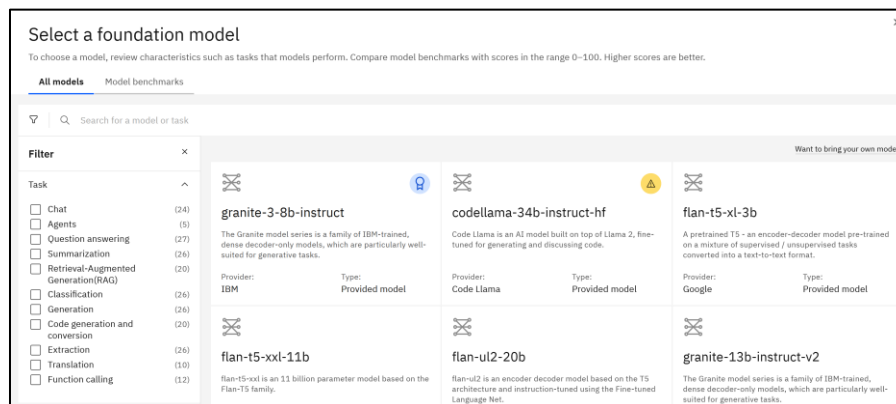 Select a foundation model
To choose a model, review characteristics such as tasks that models perform. Compare model benchmarks with scores in the range 0–100. Higher scores are better.
All models Model benchmarks
Search for a model or task
Filter
Want to bring your own mode
Task
Chat (24)
Agents (5)
Question answering (27)
Summarization (26)
Retrieval-Augmented (20)
Generation(RAG)
Classification (26)
Generation (26)
Code generation and (20)
conversion
Extraction (26)
Translation (10)
Function calling (12)
granite-3-8b-instruct
The Granite model series is a family of IBM-trained,
dense decoder-only models, which are particularly well-
suited for generative tasks.
Provider: Type:
IBM Provided model
codellama-34b-instruct-hf
Code Llama is an AI model built on top of Llama 2, fine-
tuned for generating and discussing code.
Provider: Type:
Code Llama Provided model
flan-t5-xl-3b
A pretrained T5 - an encoder-decoder model pre-trained
on a mixture of supervised / unsupervised tasks
converted into a text-to-text format.
Provider: Type:
Google Provided model
flan-t5-xxl-11b
flan-t5-xxl is an 11 billion parameter model based on the
Flan-T5 family.
flan-ul2-20b
flan-ul2 is an encoder decoder model based on the T5
architecture and instruction-tuned using the Fine-tuned
Language Net.
granite-13b-instruct-v2
The Granite model series is a family of IBM-trained,
dense decoder-only models, which are particularly well-
suited for generative tasks.